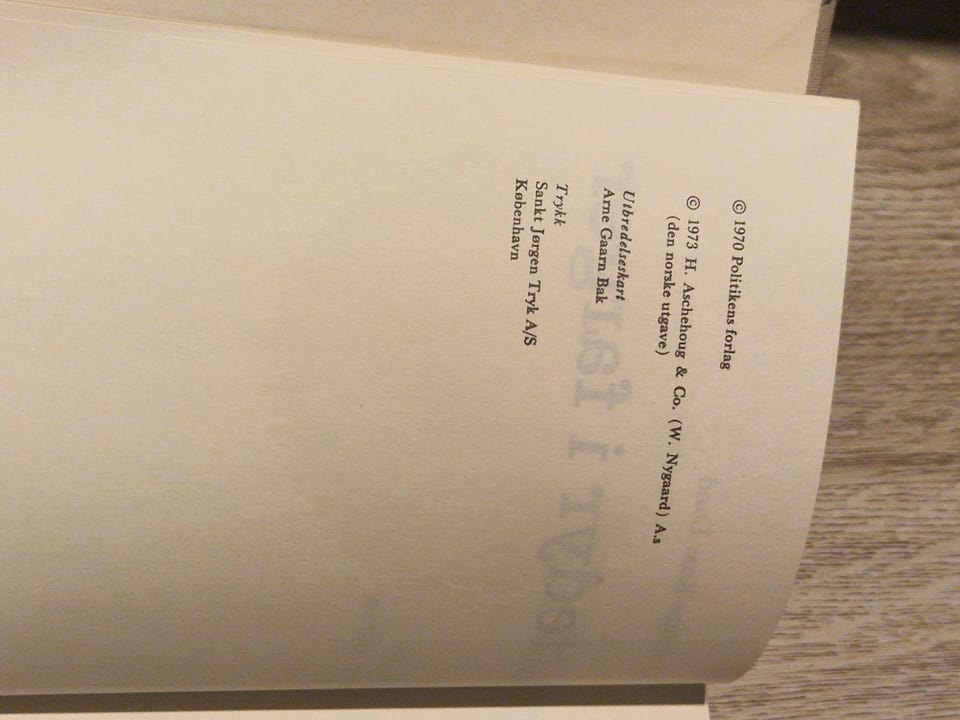 © 1970 Politikens forlag
© 1973 H. Aschehoug & Co. (W. Nygaard) A.s
(den norske utgave)
Utbredelseskart
Arne Gaarn Bak
Trykk
Sankt Jørgen Tryk A/S
København